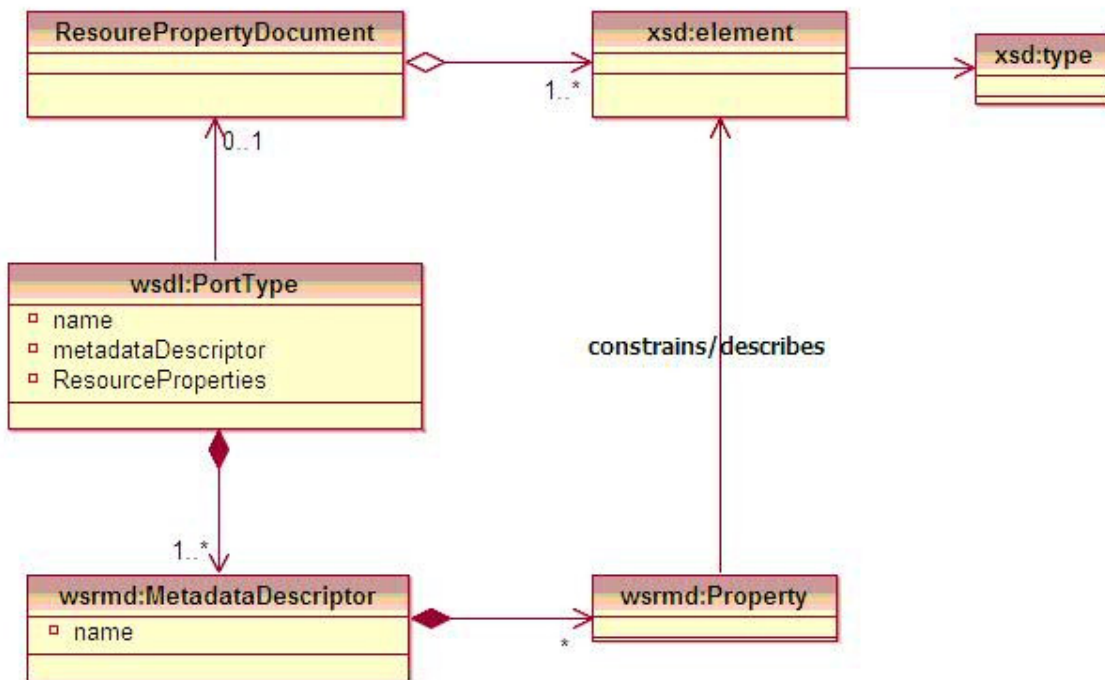 ResourePropertyDocument
xsd:element
xsd:type
1..*
0..1
wsdl:PortType
name
metadataDescriptor
ResourceProperties
constrains/describes
1..*
wsrmd:MetadataDescriptor
name
wsrmd:Property
*